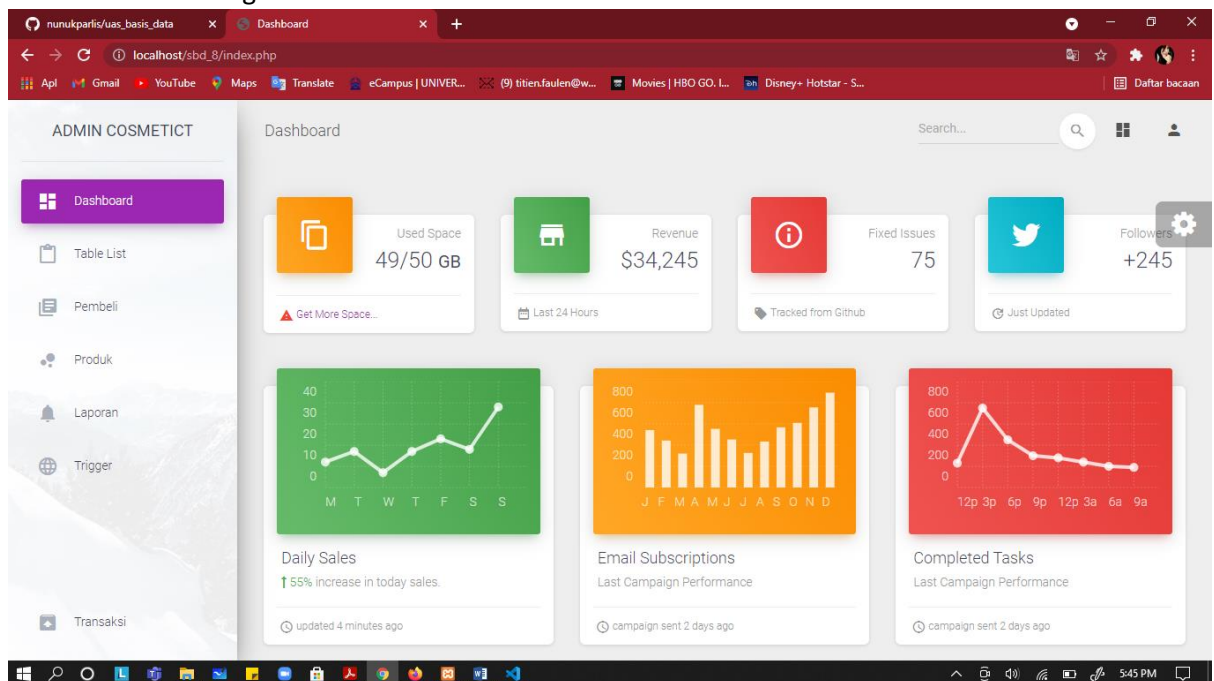 nunukparlis/uas_basis_data
Dashboard
localhost/sbd_8/index.php
Apl Gmail YouTube Maps Translate eCampus | UNIVER... (9) titien.faulen@w... Movies | HBO GO. I... Disney+ Hotstar - S... Daftar bacaan
ADMIN COSMETICT
Dashboard
Search...
Dashboard
Table List
Pembeli
Produk
Laporan
Trigger
Transaksi
Used Space
49/50 GB
Get More Space...
Revenue
$34,245
Last 24 Hours
Fixed Issues
75
Tracked from Github
Followers
+245
Just Updated
40
30
20
10
0
M T W T F S S
Daily Sales
55% increase in today sales.
updated 4 minutes ago
800
600
400
200
0
J F M A M J J A S O N D
Email Subscriptions
Last Campaign Performance
campaign sent 2 days ago
800
600
400
200
0
12p 3p 6p 9p 12p 3a 6a 9a
Completed Tasks
Last Campaign Performance
campaign sent 2 days ago
5:45 PM